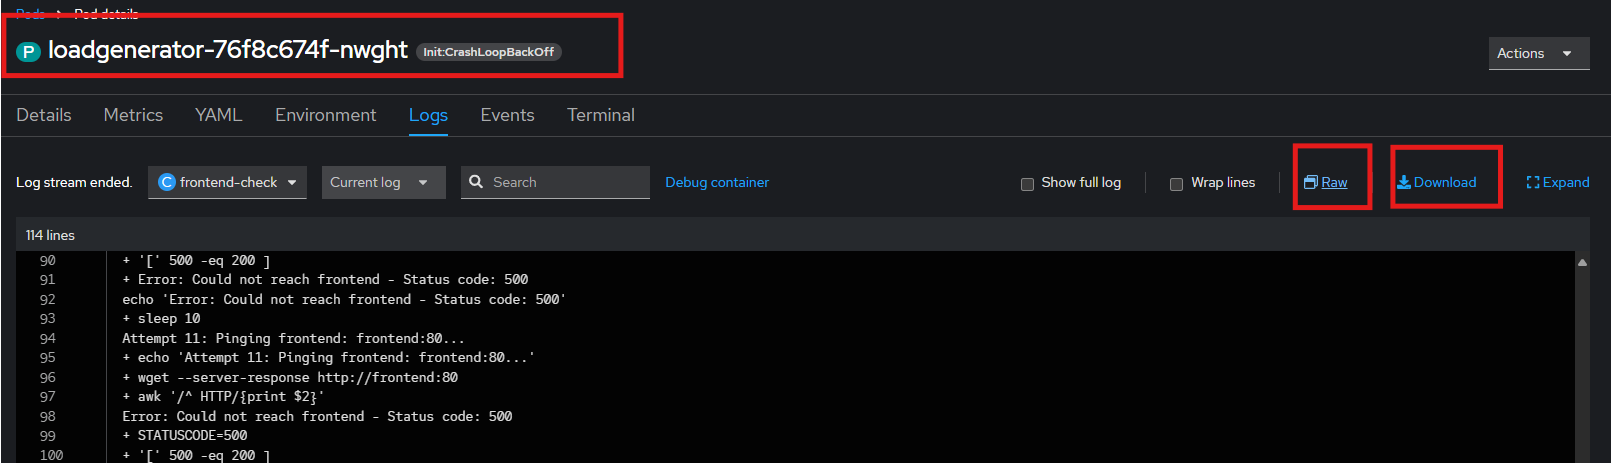 Pods > Pod details
P loadgenerator-76f8c674f-nwght Init:CrashLoopBackOff
Actions
Details Metrics YAML Environment Logs Events Terminal
Log stream ended. C frontend-check Current log Search Debug container Show full log Wrap lines Raw Download Expand
114 lines
90 + '[' 500 -eq 200 ]
91 + Error: Could not reach frontend - Status code: 500
92 echo 'Error: Could not reach frontend - Status code: 500'
93 + sleep 10
94 Attempt 11: Pinging frontend: frontend:80...
95 + echo 'Attempt 11: Pinging frontend: frontend:80...'
96 + wget --server-response http://frontend:80
97 + awk '/^ HTTP/{print $2}'
98 Error: Could not reach frontend - Status code: 500
99 + STATUSCODE=500
100 + '[' 500 -eq 200 ]